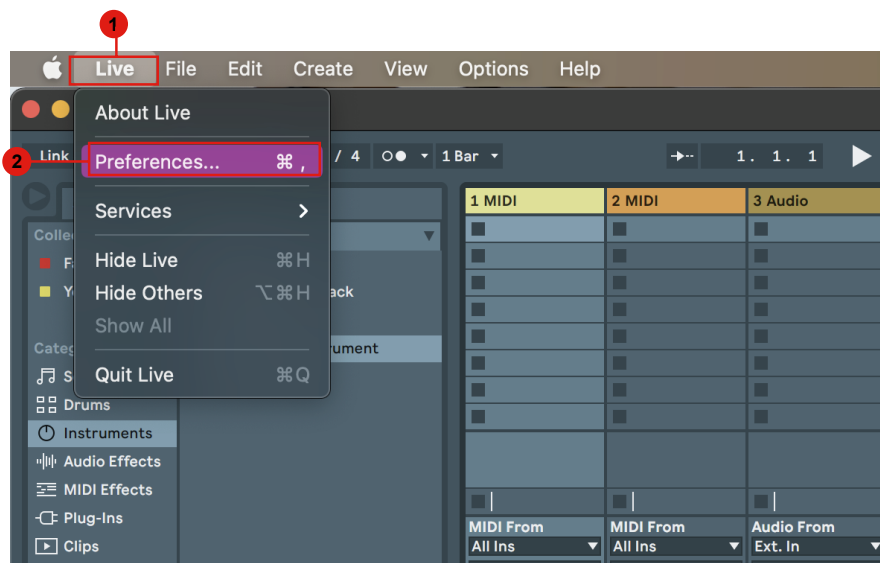 1
Live File Edit Create View Options Help
About Live
2
Link
Preferences... ⌘ ,
/ 4
1 Bar
1. 1. 1
Services
1 MIDI
2 MIDI
3 Audio
Hide Live ⌘H
Hide Others ⌥⌘H
Show All
Quit Live ⌘Q
Drums
Instruments
Audio Effects
MIDI Effects
Plug-Ins
Clips
MIDI From
All Ins
MIDI From
All Ins
Audio From
Ext. In